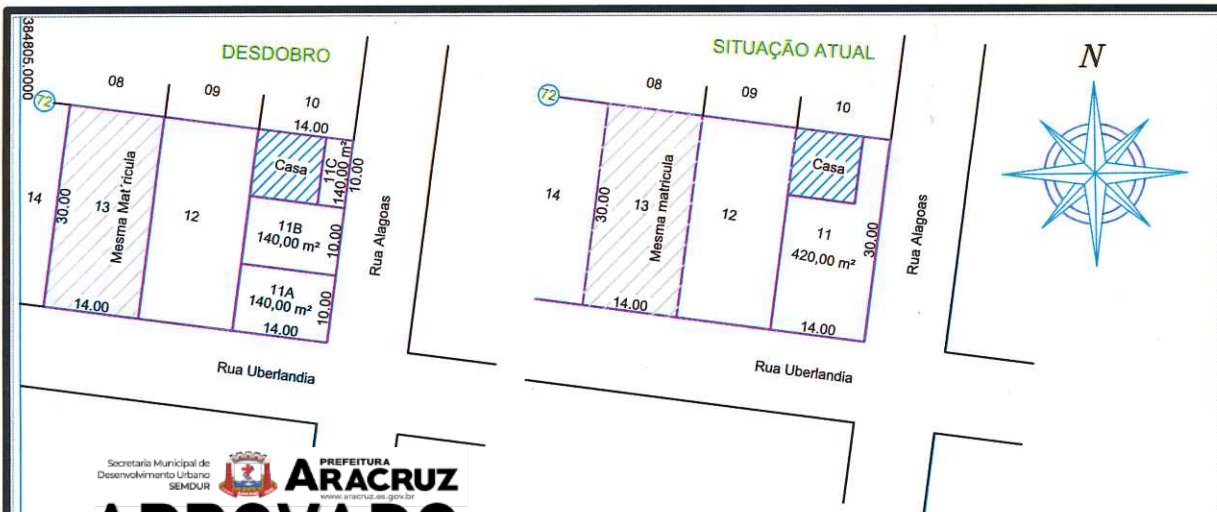 384805.0000
DESDOBRO
08
09
10
72
14.00
Casa
11C
140,00 m²
10.00
14
30.00
13
Mesma Mat´ricula
12
11B
140,00 m²
10.00
11A
140,00 m²
10.00
14.00
14.00
Rua Alagoas
Rua Uberlandia
SITUAÇÃO ATUAL
08
09
10
72
Casa
14
30.00
13
Mesma matricula
12
11
420,00 m²
30.00
14.00
14.00
Rua Alagoas
Rua Uberlandia
N
Secretaria Municipal de
Desenvolvimento Urbano
SEMDUR
PREFEITURA
ARACRUZ
www.aracruz.es.gov.br
APROVADO